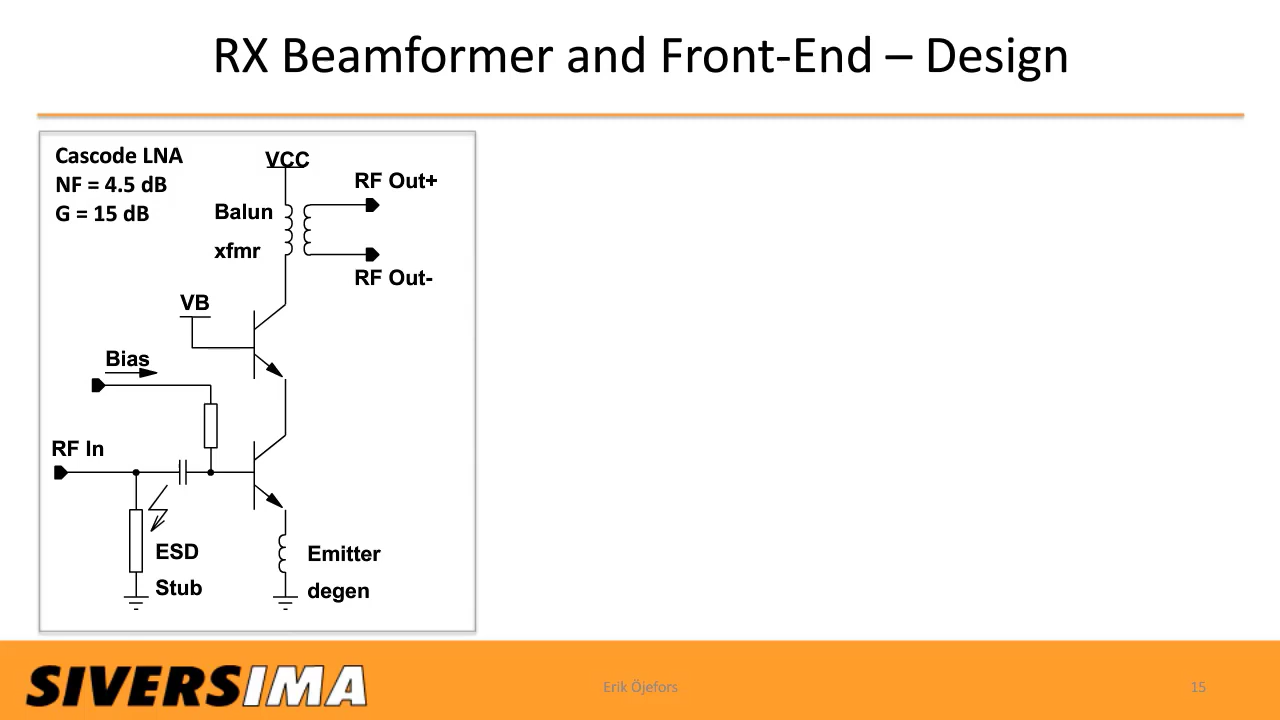 RX Beamformer and Front-End – Design
Cascode LNA
NF = 4.5 dB
G = 15 dB
VCC
RF Out+
Balun
xfmr
RF Out-
VB
Bias
RF In
ESD
Stub
Emitter
degen
SIVERSIMA
Erik Öjefors
15